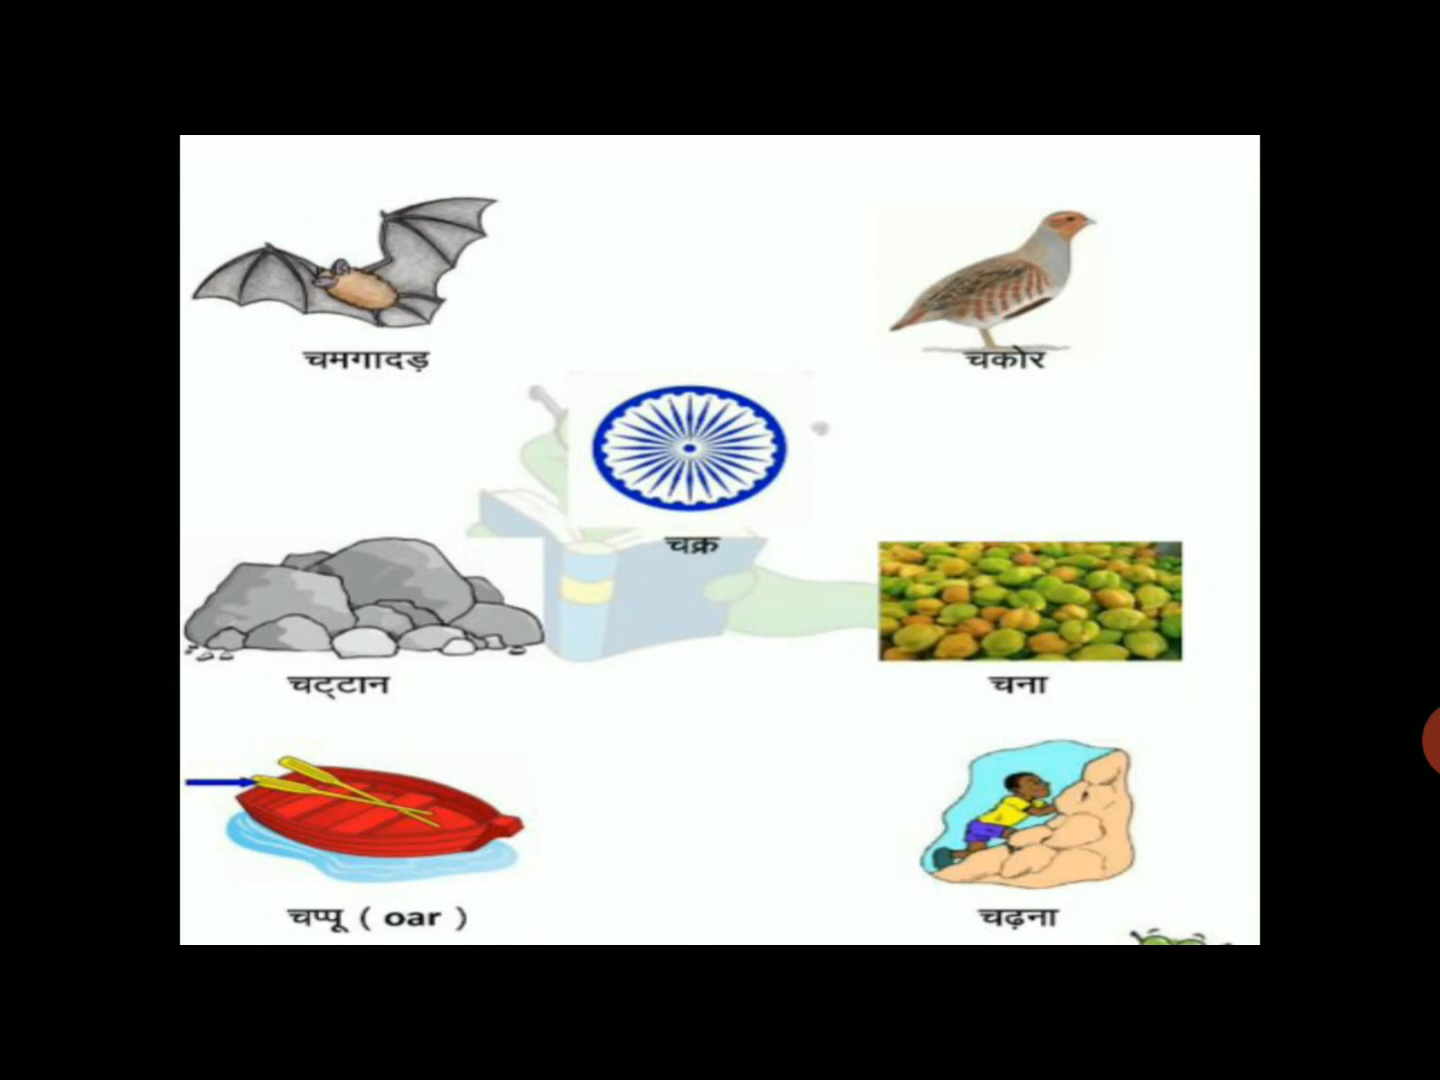 चमगादड़
चकोर
चक्र
चट्टान
चना
चप्पू ( oar )
चढ़ना